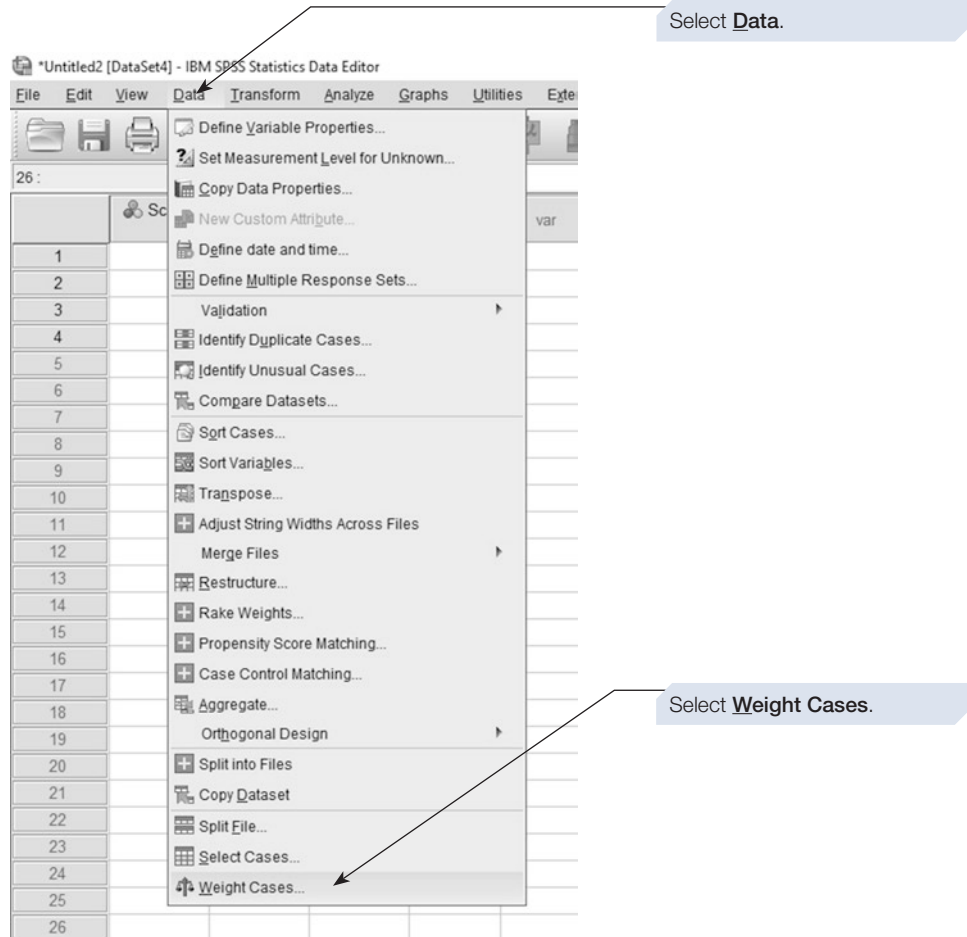 Select Data.
*Untitled2 [DataSet4] - IBM SPSS Statistics Data Editor
File Edit View Data Transform Analyze Graphs Utilities Exte
26 :
Sc
var
Define Variable Properties...
Set Measurement Level for Unknown...
Copy Data Properties...
New Custom Attribute...
Define date and time...
Define Multiple Response Sets...
Validation
Identify Duplicate Cases...
Identify Unusual Cases...
Compare Datasets...
Sort Cases...
Sort Variables...
Transpose...
Adjust String Widths Across Files
Merge Files
Restructure...
Rake Weights...
Propensity Score Matching...
Case Control Matching...
Aggregate...
Orthogonal Design
Split into Files
Copy Dataset
Split File...
Select Cases...
Weight Cases...
1
2
3
4
5
6
7
8
9
10
11
12
13
14
15
16
17
18
19
20
21
22
23
24
25
26
Select Weight Cases.